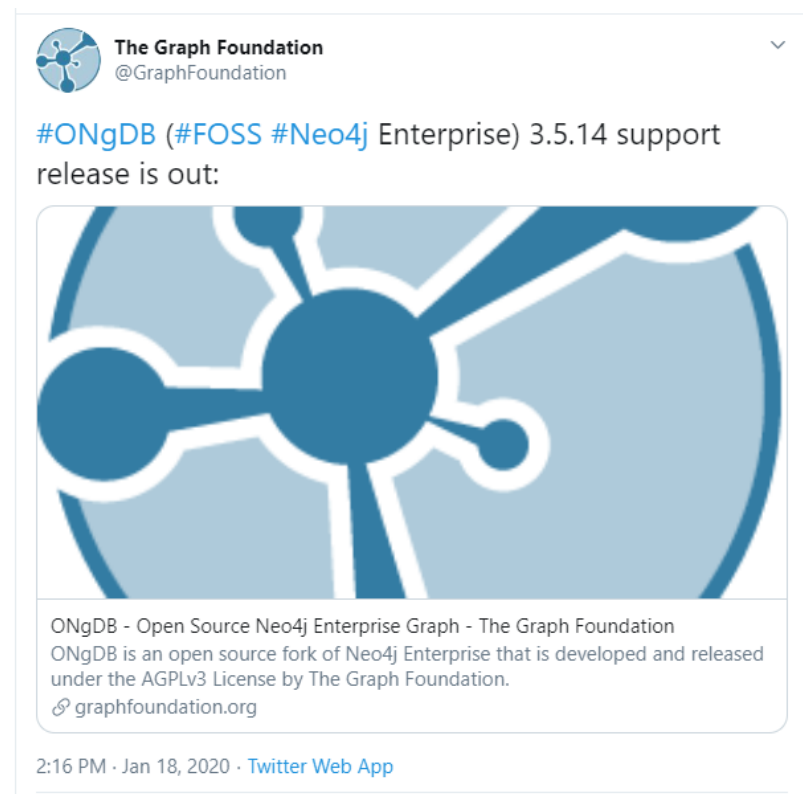 The Graph Foundation
@GraphFoundation
#ONgDB (#FOSS #Neo4j Enterprise) 3.5.14 support
release is out:
ONgDB - Open Source Neo4j Enterprise Graph - The Graph Foundation
ONgDB is an open source fork of Neo4j Enterprise that is developed and released
under the AGPLv3 License by The Graph Foundation.
graphfoundation.org
2:16 PM · Jan 18, 2020 · Twitter Web App